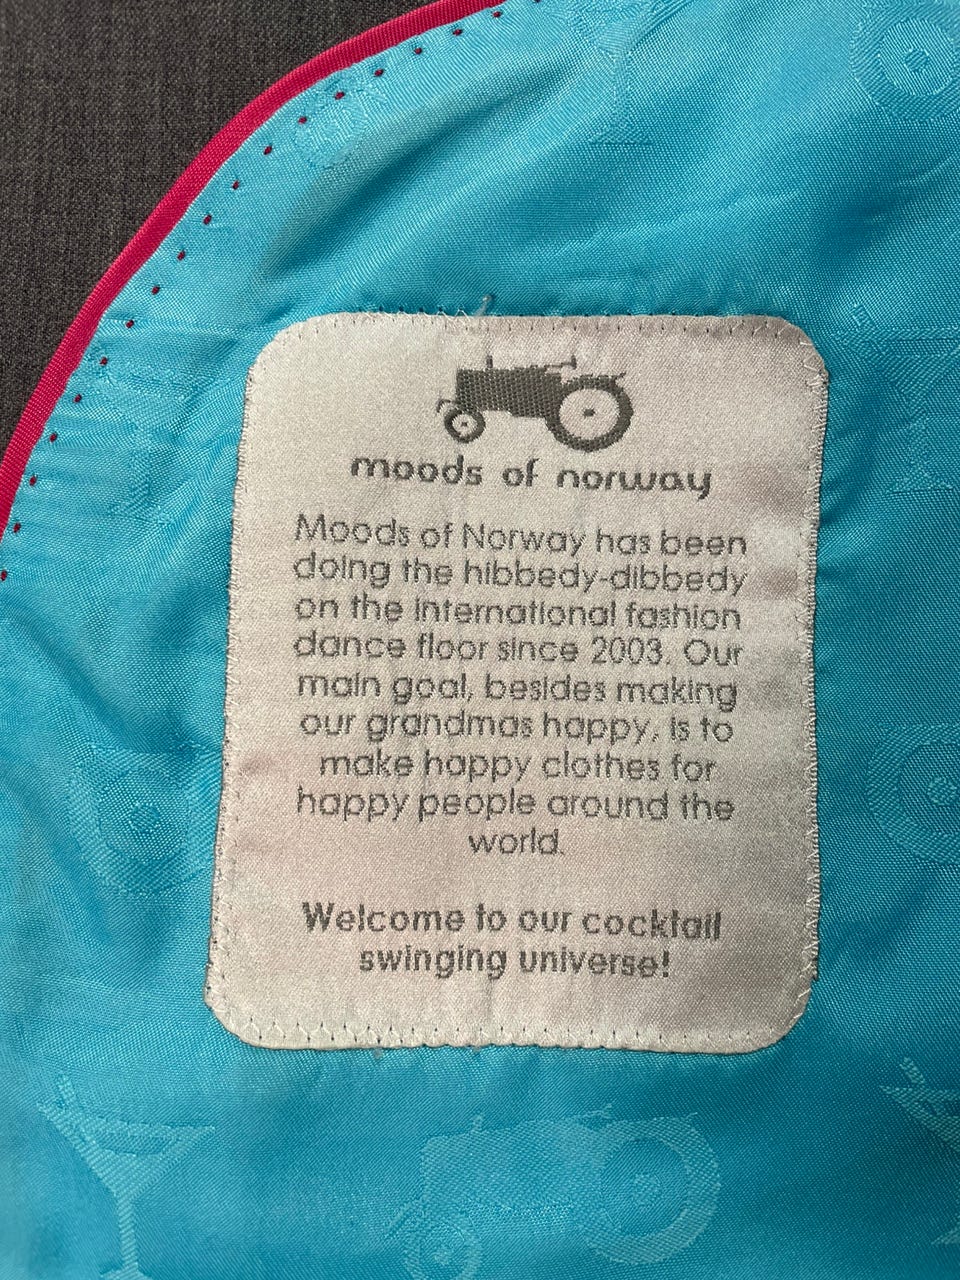 moods of norway
Moods of Norway has been
doing the hibbedy-dibbedy
on the international fashion
dance floor since 2003. Our
main goal, besides making
our grandmas happy, is to
make happy clothes for
happy people around the
world.
Welcome to our cocktail
swinging universe!